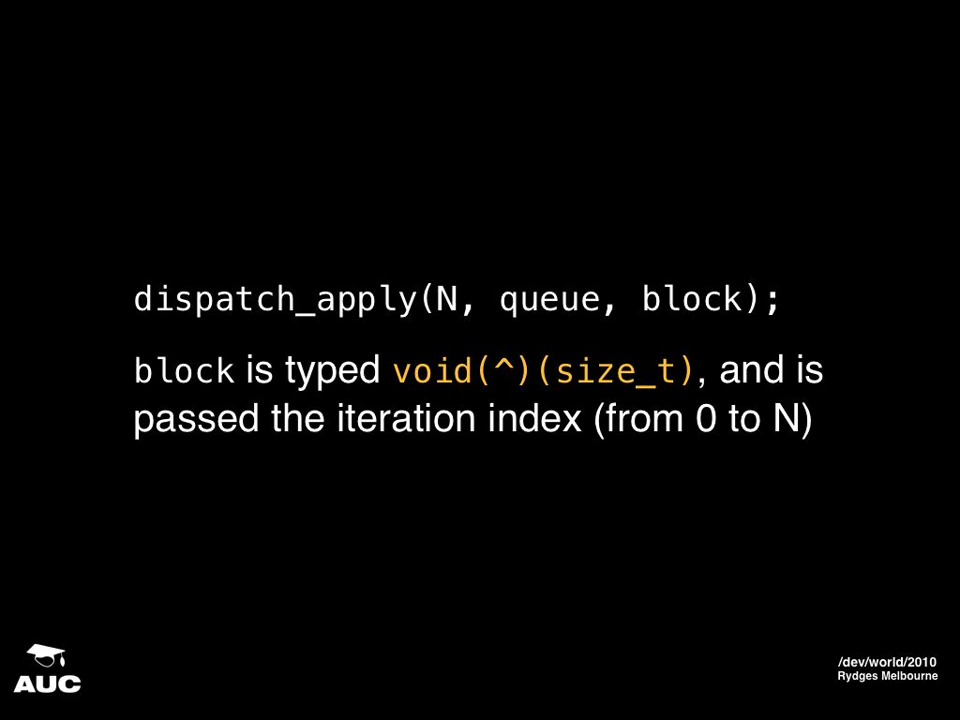 dispatch_apply(N, queue, block);
block is typed void(^)(size_t), and is
passed the iteration index (from 0 to N)
AUC
/dev/world/2010
Rydges Melbourne